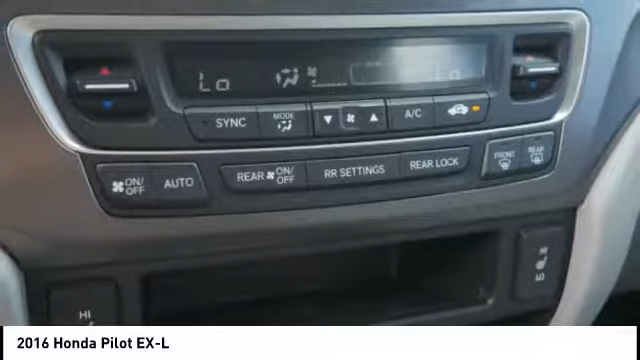 Lo Lo
SYNC MODE A/C
ON/OFF AUTO REAR ON/OFF RR SETTINGS REAR LOCK FRONT REAR
HI
2016 Honda Pilot EX-L